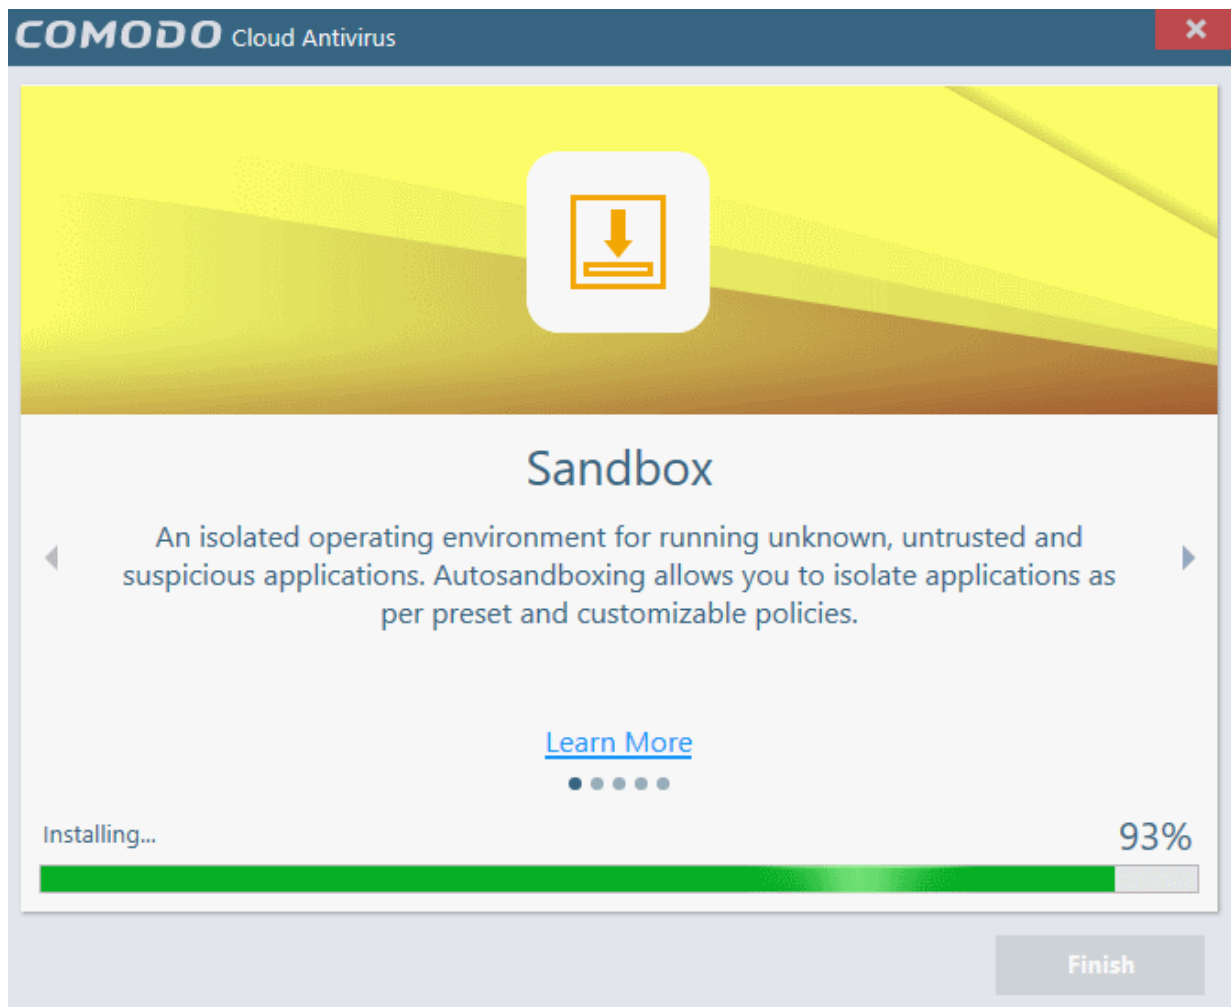 COMODO Cloud Antivirus
Sandbox
An isolated operating environment for running unknown, untrusted and
suspicious applications. Autosandboxing allows you to isolate applications as
per preset and customizable policies.
Learn More
Installing... 93%
Finish